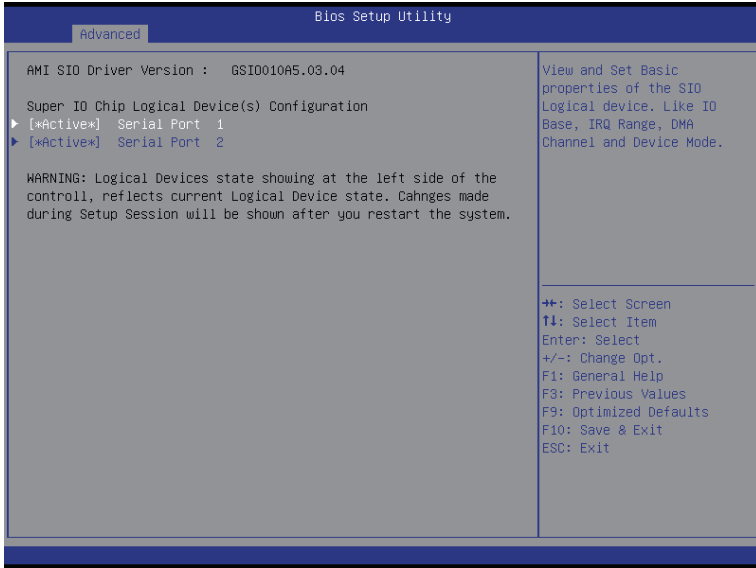 Bios Setup Utility
Advanced
AMI SIO Driver Version : GSIO010A5.03.04
Super IO Chip Logical Device(s) Configuration
[*Active*] Serial Port 1
[*Active*] Serial Port 2
WARNING: Logical Devices state showing at the left side of the
controll, reflects current Logical Device state. Cahnges made
during Setup Session will be shown after you restart the system.
View and Set Basic
properties of the SIO
Logical device. Like IO
Base, IRQ Range, DMA
Channel and Device Mode.
→←: Select Screen
↑↓: Select Item
Enter: Select
+/-: Change Opt.
F1: General Help
F3: Previous Values
F9: Optimized Defaults
F10: Save & Exit
ESC: Exit